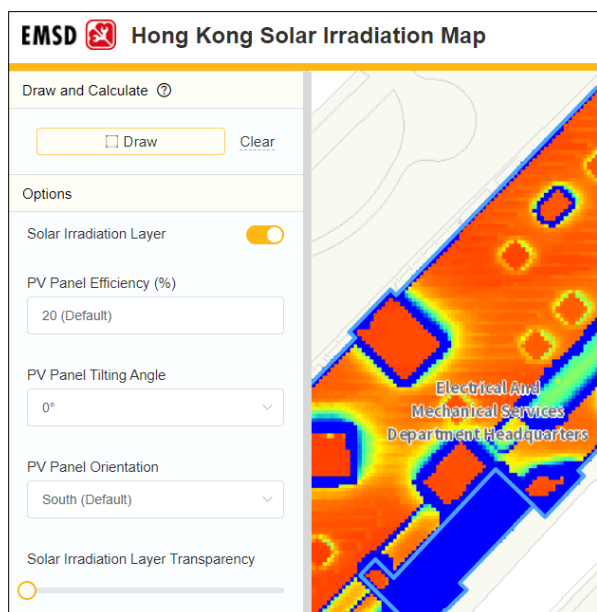 EMSD Hong Kong Solar Irradiation Map
Draw and Calculate ?
Draw Clear
Options
Solar Irradiation Layer
PV Panel Efficiency (%)
20 (Default)
PV Panel Tilting Angle
0°
PV Panel Orientation
South (Default)
Solar Irradiation Layer Transparency
Electrical And
Mechanical Services
Department Headquarters